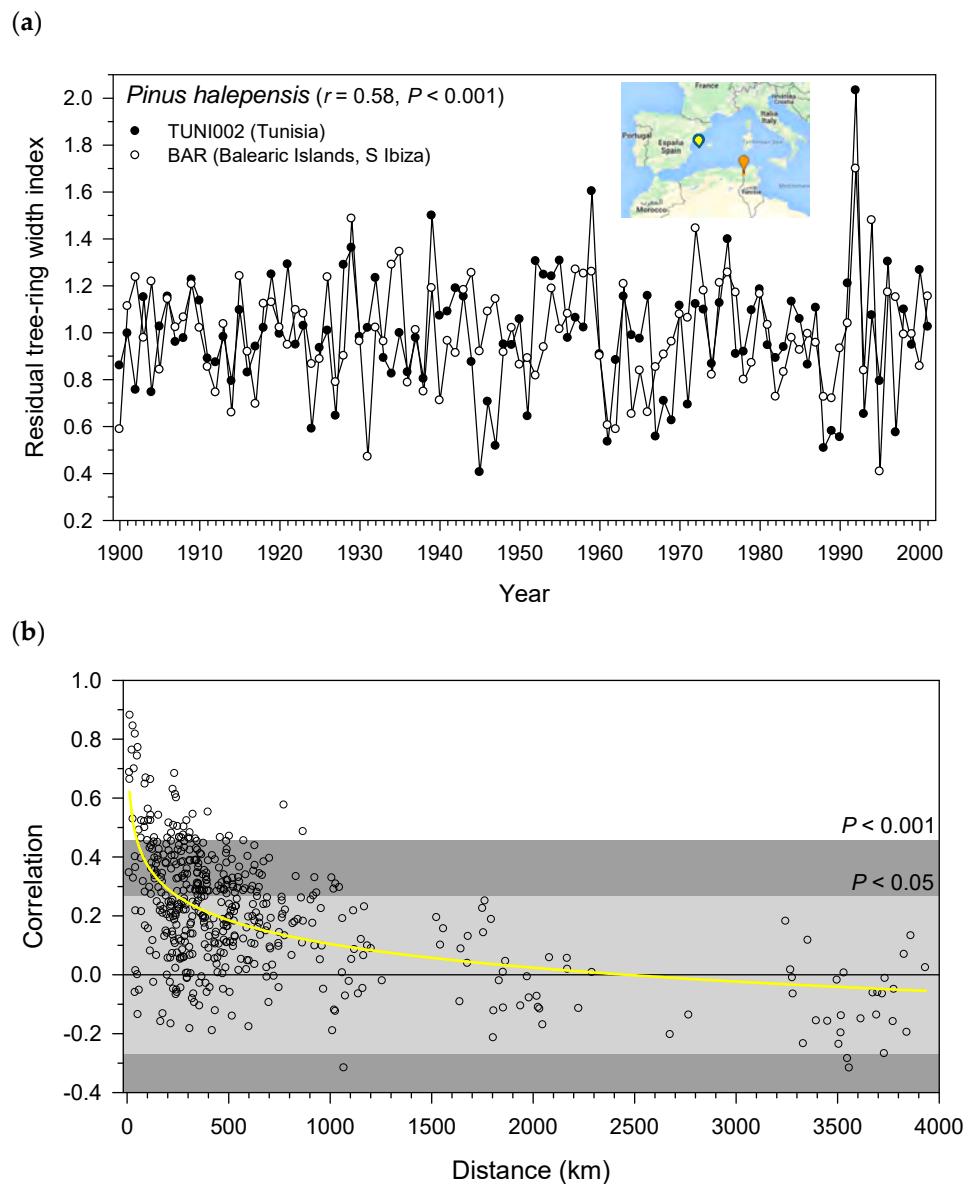 (a)
Pinus halepensis (r = 0.58, P < 0.001)
TUNI002 (Tunisia)
BAR (Balearic Islands, S Ibiza)
France
Italia
Italy
Portugal
España
Spain
Tunisia
Morocco
Residual tree-ring width index
2.0
1.8
1.6
1.4
1.2
1.0
0.8
0.6
0.4
0.2
1900 1910 1920 1930 1940 1950 1960 1970 1980 1990 2000
Year
(b)
Correlation
1.0
0.8
0.6
0.4
0.2
0.0
-0.2
-0.4
P < 0.001
P < 0.05
0 500 1000 1500 2000 2500 3000 3500 4000
Distance (km)